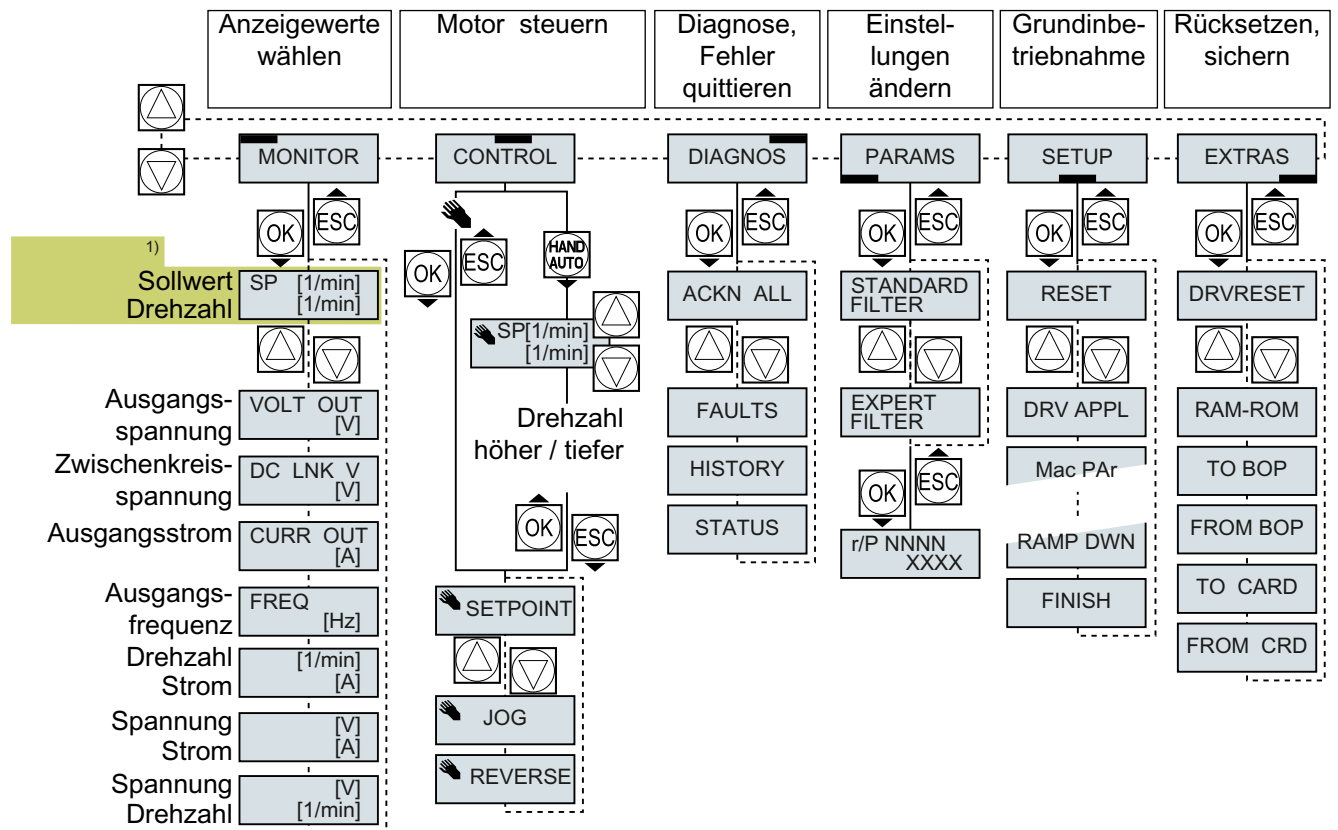 Anzeigewerte
wählen
Motor steuern
Diagnose,
Fehler
quittieren
Einstel-
lungen
ändern
Grundinbe-
triebnahme
Rücksetzen,
sichern
MONITOR
CONTROL
DIAGNOS
PARAMS
SETUP
EXTRAS
OK
ESC
1)
Sollwert
Drehzahl
SP [1/min]
[1/min]
Ausgangs-
spannung
VOLT OUT
[V]
Zwischenkreis-
spannung
DC LNK V
[V]
Ausgangsstrom
CURR OUT
[A]
Ausgangs-
frequenz
FREQ
[Hz]
Drehzahl
Strom
[1/min]
[A]
Spannung
Strom
[V]
[A]
Spannung
Drehzahl
[V]
[1/min]
OK
ESC
HAND
AUTO
SP[1/min]
[1/min]
Drehzahl
höher / tiefer
OK
ESC
SETPOINT
JOG
REVERSE
OK
ESC
ACKN ALL
FAULTS
HISTORY
STATUS
OK
ESC
STANDARD
FILTER
EXPERT
FILTER
OK
ESC
r/P NNNN
XXXX
OK
ESC
RESET
DRV APPL
Mac PAr
RAMP DWN
FINISH
OK
ESC
DRVRESET
RAM-ROM
TO BOP
FROM BOP
TO CARD
FROM CRD